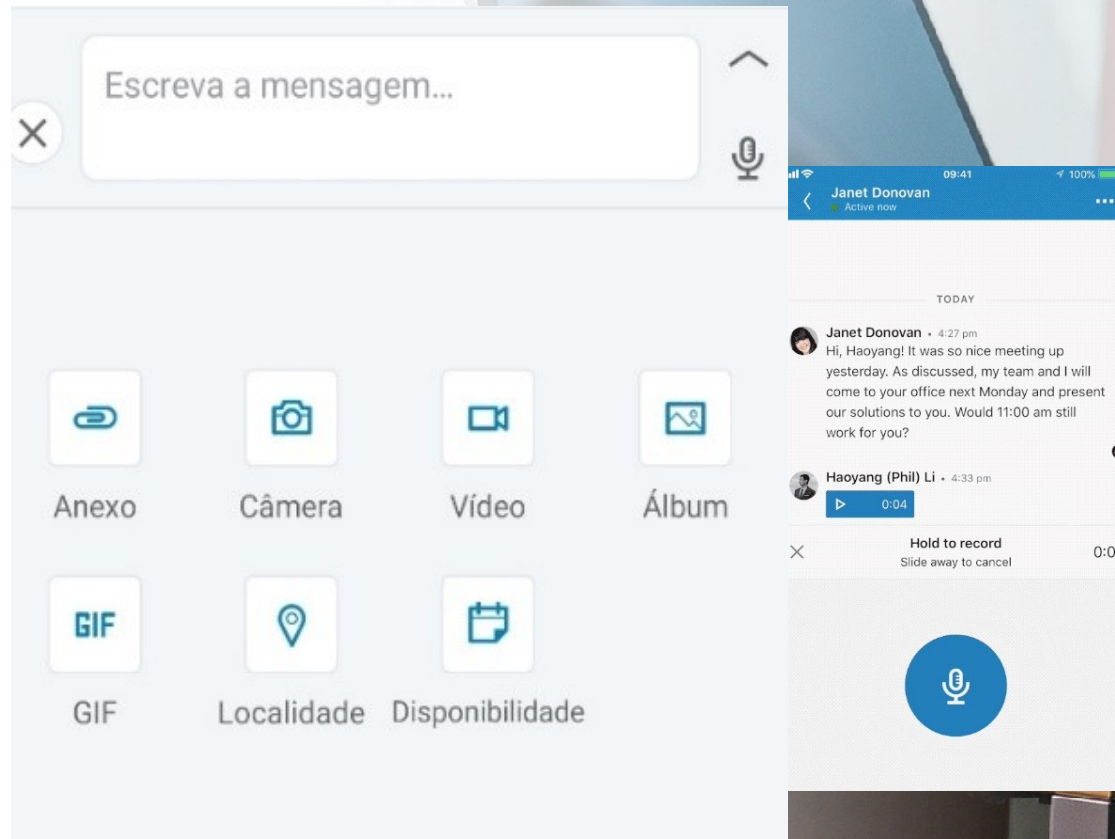 Escreva a mensagem...
Anexo
Câmera
Vídeo
Álbum
GIF
GIF
Localidade
Disponibilidade
09:41
100%
Janet Donovan
Active now
TODAY
Janet Donovan • 4:27 pm
Hi, Haoyang! It was so nice meeting up
yesterday. As discussed, my team and I will
come to your office next Monday and present
our solutions to you. Would 11:00 am still
work for you?
Haoyang (Phil) Li • 4:33 pm
0:04
Hold to record
Slide away to cancel